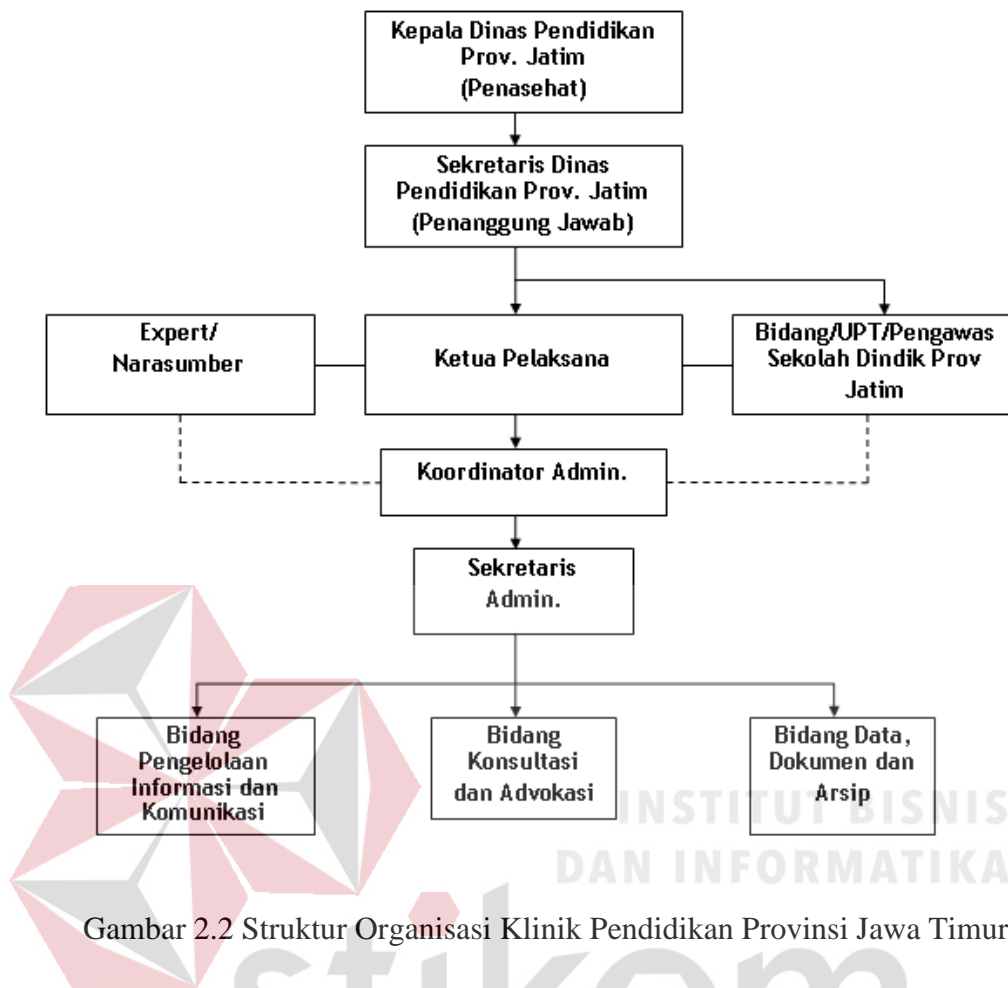 Kepala Dinas Pendidikan
Prov. Jatim
(Penasehat)
Sekretaris Dinas
Pendidikan Prov. Jatim
(Penanggung Jawab)
Expert/
Narasumber
Ketua Pelaksana
Bidang/UPT/Pengawas
Sekolah Dindik Prov
Jatim
Koordinator Admin.
Sekretaris
Admin.
Bidang
Pengelolaan
Informasi dan
Komunikasi
Bidang
Konsultasi
dan Advokasi
Bidang Data,
Dokumen dan
Arsip
INSTITUT BISNIS
DAN INFORMATIKA
Gambar 2.2 Struktur Organisasi Klinik Pendidikan Provinsi Jawa Timur
stikom